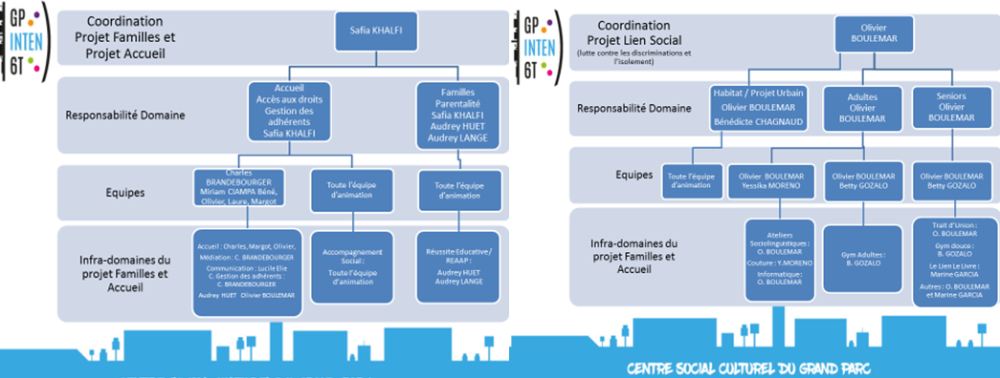 GP
INTEN
6T
Coordination
Projet Familles et
Projet Accueil
Safia KHALFI
Responsabilité Domaine
Accueil
Accès aux droits
Gestion des
adhérents
Safia KHALFI
Familles
Parentalité
Safia KHALFI
Audrey HUET
Audrey LANGE
Equipes
Charles
BRANDEBOURGER
Miriam CIAMPA Béné,
Olivier, Laure, Margot
Toute l'équipe
d'animation
Toute l'équipe
d'animation
Infra-domaines du
projet Familles et
Accueil
Accueil : Charles, Margot, Olivier,
Médiation : C. BRANDEBOURGER
Communication : Lucile Elie
C. Gestion des adhérents :
C. BRANDEBOURGER
Audrey HUET Olivier BOULEMAR
Accompagnement
Social :
Toute l'équipe
d'animation
Réussite Educative /
REAAP :
Audrey HUET
Audrey LANGE
GP
INTEN
6T
Coordination
Projet Lien Social
(lutte contre les discriminations et
l'isolement)
Olivier
BOULEMAR
Responsabilité Domaine
Habitat / Projet Urbain
Olivier BOULEMAR
Bénédicte CHAGNAUD
Adultes
Olivier
BOULEMAR
Seniors
Olivier
BOULEMAR
Equipes
Toute l'équipe
d'animation
Olivier BOULEMAR
Yessika MORENO
Olivier BOULEMAR
Betty GOZALO
Olivier BOULEMAR
Betty GOZALO
Infra-domaines du
projet Familles et
Accueil
Ateliers
Sociolinguistiques :
O. BOULEMAR
Couture : Y.MORENO
Informatique :
O. BOULEMAR
Gym Adultes :
B. GOZALO
Trait d'Union :
O. BOULEMAR
Gym douce :
B. GOZALO
Le Lien Le Livre :
Marine GARCIA
Autres : O. BOULEMAR
et Marine GARCIA
CENTRE SOCIAL CULTUREL DU GRAND PARC